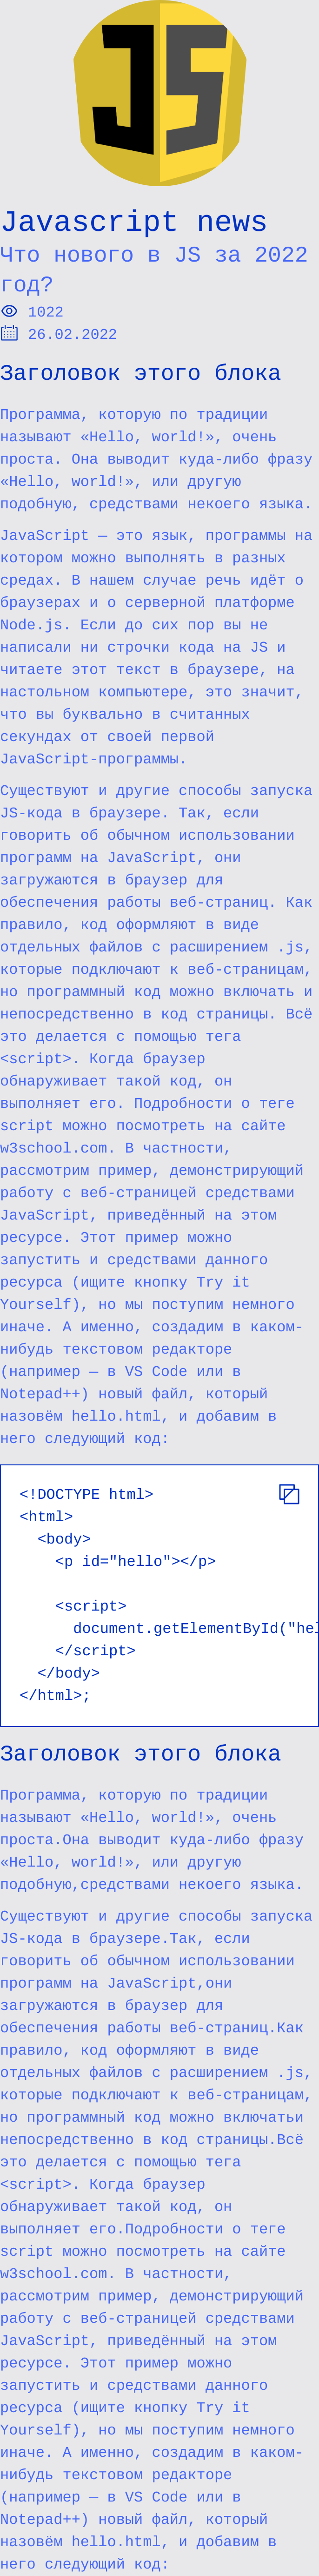 JS
Javascript news
Что нового в JS за 2022
год?
1022
26.02.2022
Заголовок этого блока
Программа, которую по традиции
называют «Hello, world!», очень
проста. Она выводит куда-либо фразу
«Hello, world!», или другую
подобную, средствами некоего языка.
JavaScript — это язык, программы на
котором можно выполнять в разных
средах. В нашем случае речь идёт о
браузерах и о серверной платформе
Node.js. Если до сих пор вы не
написали ни строчки кода на JS и
читаете этот текст в браузере, на
настольном компьютере, это значит,
что вы буквально в считанных
секундах от своей первой
JavaScript-программы.
Существуют и другие способы запуска
JS-кода в браузере. Так, если
говорить об обычном использовании
программ на JavaScript, они
загружаются в браузер для
обеспечения работы веб-страниц. Как
правило, код оформляют в виде
отдельных файлов с расширением .js,
которые подключают к веб-страницам,
но программный код можно включать и
непосредственно в код страницы. Всё
это делается с помощью тега
<script>. Когда браузер
обнаруживает такой код, он
выполняет его. Подробности о теге
script можно посмотреть на сайте
w3school.com. В частности,
рассмотрим пример, демонстрирующий
работу с веб-страницей средствами
JavaScript, приведённый на этом
ресурсе. Этот пример можно
запустить и средствами данного
ресурса (ищите кнопку Try it
Yourself), но мы поступим немного
иначе. А именно, создадим в каком-
нибудь текстовом редакторе
(например — в VS Code или в
Notepad++) новый файл, который
назовём hello.html, и добавим в
него следующий код:
<!DOCTYPE html>
<html>
<body>
<p id="hello"></p>
<script>
document.getElementById("hel
</script>
</body>
</html>;
Заголовок этого блока
Программа, которую по традиции
называют «Hello, world!», очень
проста.Она выводит куда-либо фразу
«Hello, world!», или другую
подобную,средствами некоего языка.
Существуют и другие способы запуска
JS-кода в браузере.Так, если
говорить об обычном использовании
программ на JavaScript,они
загружаются в браузер для
обеспечения работы веб-страниц.Как
правило, код оформляют в виде
отдельных файлов с расширением .js,
которые подключают к веб-страницам,
но программный код можно включатьи
непосредственно в код страницы.Всё
это делается с помощью тега
<script>. Когда браузер
обнаруживает такой код, он
выполняет его.Подробности о теге
script можно посмотреть на сайте
w3school.com. В частности,
рассмотрим пример, демонстрирующий
работу с веб-страницей средствами
JavaScript, приведённый на этом
ресурсе. Этот пример можно
запустить и средствами данного
ресурса (ищите кнопку Try it
Yourself), но мы поступим немного
иначе. А именно, создадим в каком-
нибудь текстовом редакторе
(например — в VS Code или в
Notepad++) новый файл, который
назовём hello.html, и добавим в
него следующий код: